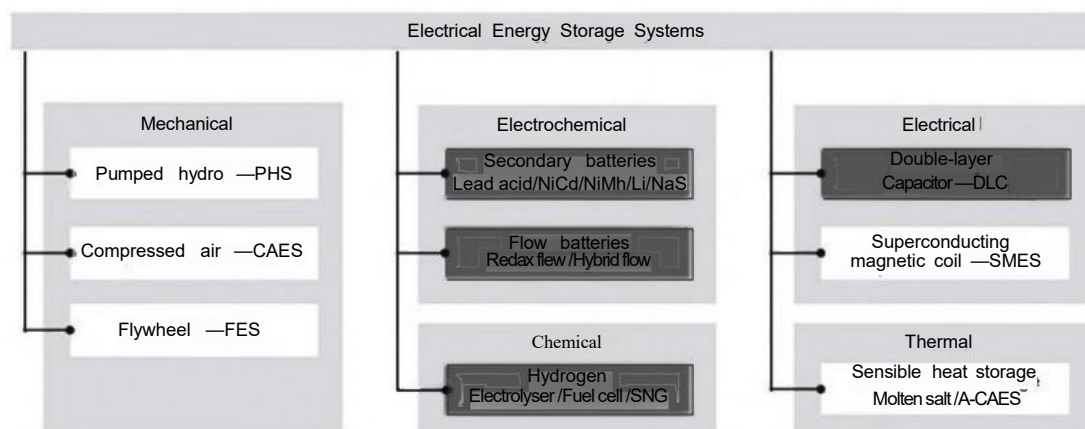 Electrical Energy Storage Systems
Mechanical
Pumped hydro —PHS
Compressed air —CAES
Flywheel —FES
Electrochemical
Secondary batteries
Lead acid/NiCd/NiMh/Li/NaS
Flow batteries
Redax flew /Hybrid flow
Chemical
Hydrogen
Electrolyser /Fuel cell /SNG
Electrical
Double-layer
Capacitor —DLC
Superconducting
magnetic coil —SMES
Thermal
Sensible heat storage
Molten salt /A-CAES